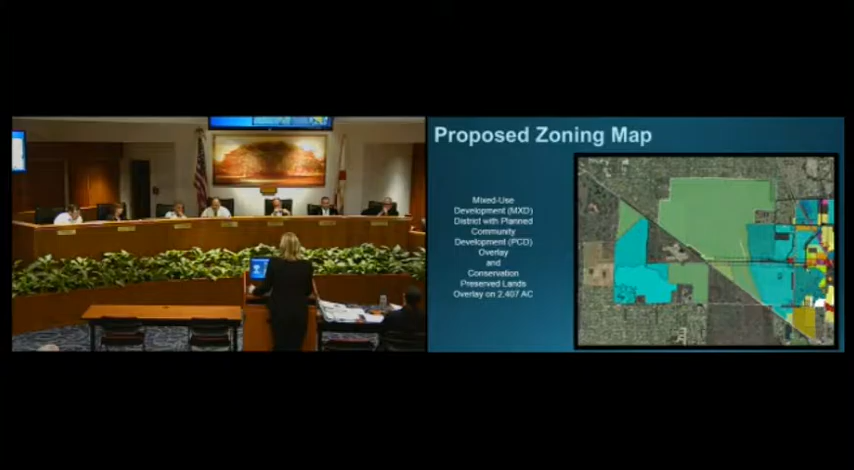 Proposed Zoning Map
Mixed-Use
Development (MXD)
District with Planned
Community
Development (PCD)
Overlay
and
Conservation
Preserved Lands
Overlay on 2,407 AC